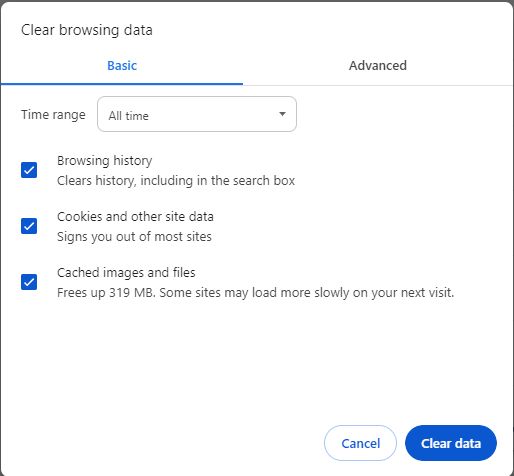 Clear browsing data
Basic Advanced
Time range All time
Browsing history
Clears history, including in the search box
Cookies and other site data
Signs you out of most sites
Cached images and files
Frees up 319 MB. Some sites may load more slowly on your next visit.
Cancel Clear data